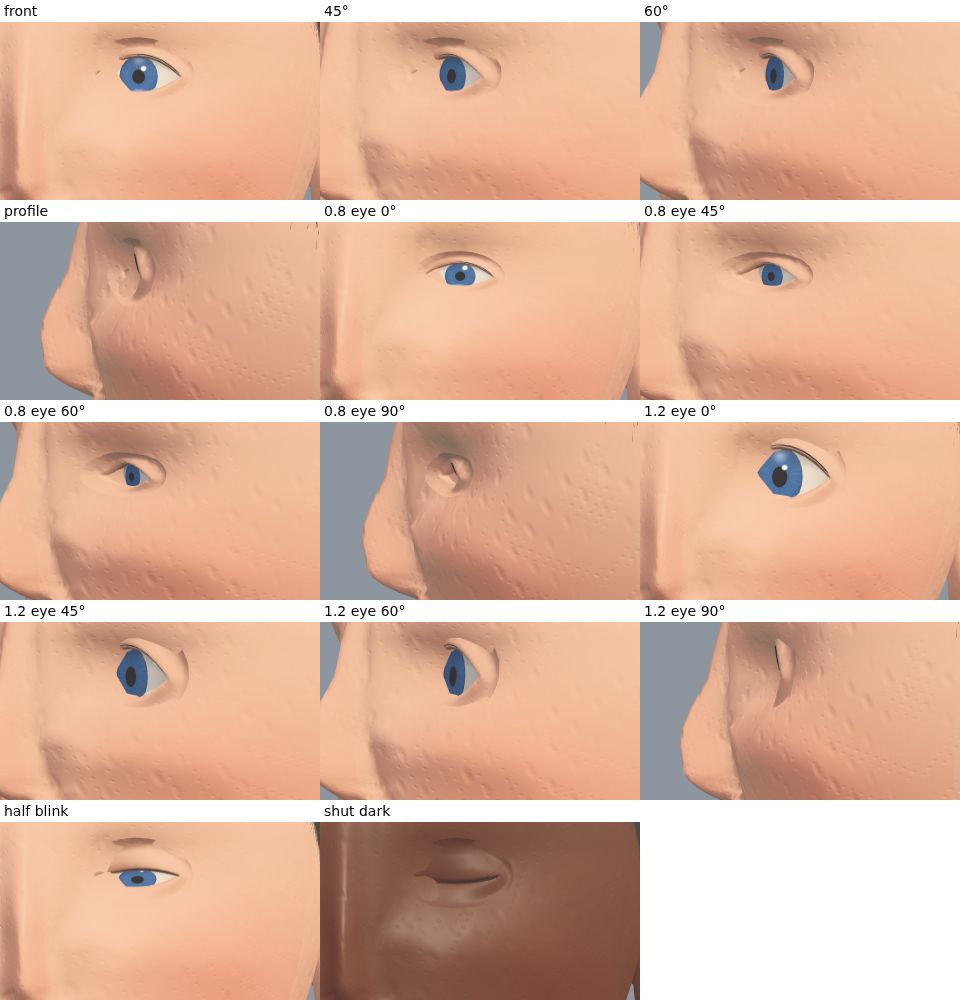 front
45°
60°
profile
0.8 eye 0°
0.8 eye 45°
0.8 eye 60°
0.8 eye 90°
1.2 eye 0°
1.2 eye 45°
1.2 eye 60°
1.2 eye 90°
half blink
shut dark